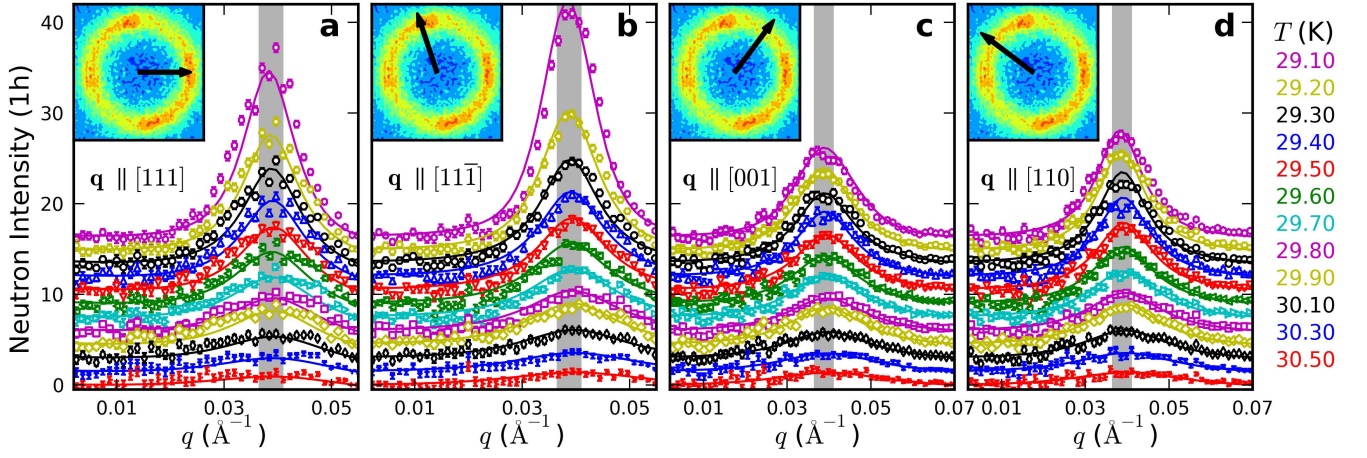 a
b
c
d
T (K)
29.10
29.20
29.30
29.40
29.50
29.60
29.70
29.80
29.90
30.10
30.30
30.50
Neutron Intensity (1h)
40
30
20
10
0
q ∥ [111]
q ∥ [111̅]
q ∥ [001]
q ∥ [110]
0.01 0.03 0.05
0.01 0.03 0.05
0.01 0.03 0.05 0.07
0.01 0.03 0.05 0.07
q (Å⁻¹)
q (Å⁻¹)
q (Å⁻¹)
q (Å⁻¹)